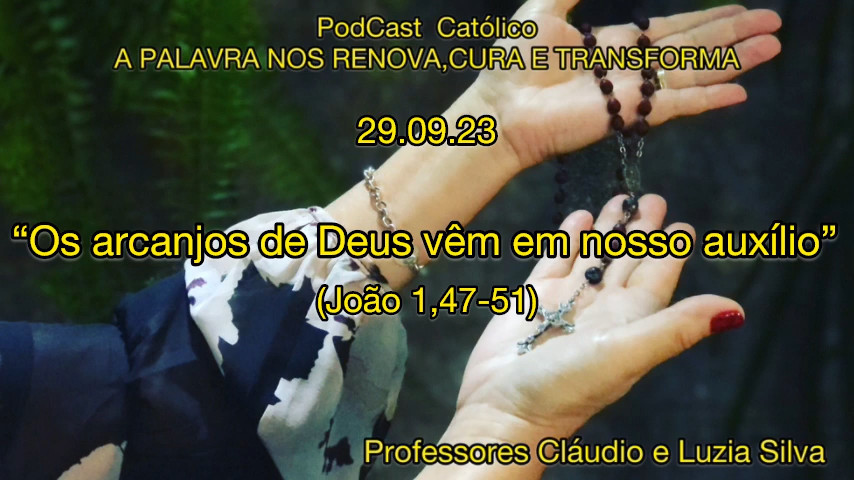 PodCast Católico
A PALAVRA NOS RENOVA,CURA E TRANSFORMA
29.09.23
“Os arcanjos de Deus vêm em nosso auxílio”
(João 1,47-51)
Professores Cláudio e Luzia Silva